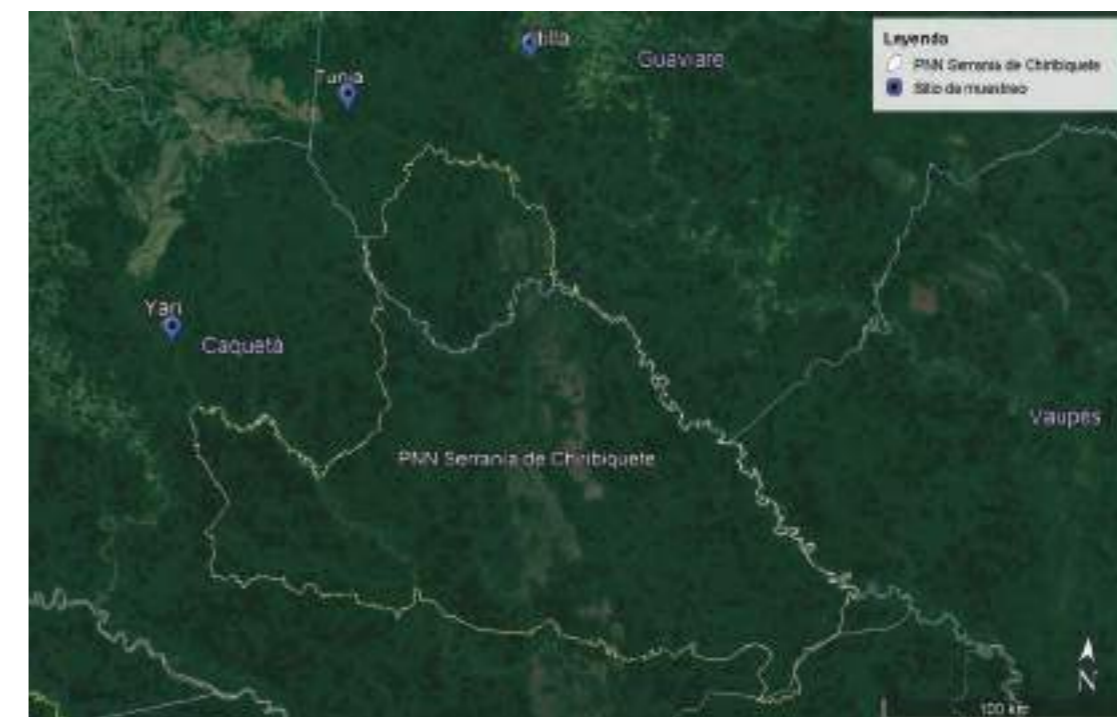 Itilla
Guaviare
Leyenda
PNN Serranía de Chiribiquete
Sitio de muestreo
Tunia
Yari
Caquetá
Vaupés
PNN Serranía de Chiribiquete
N
100 km